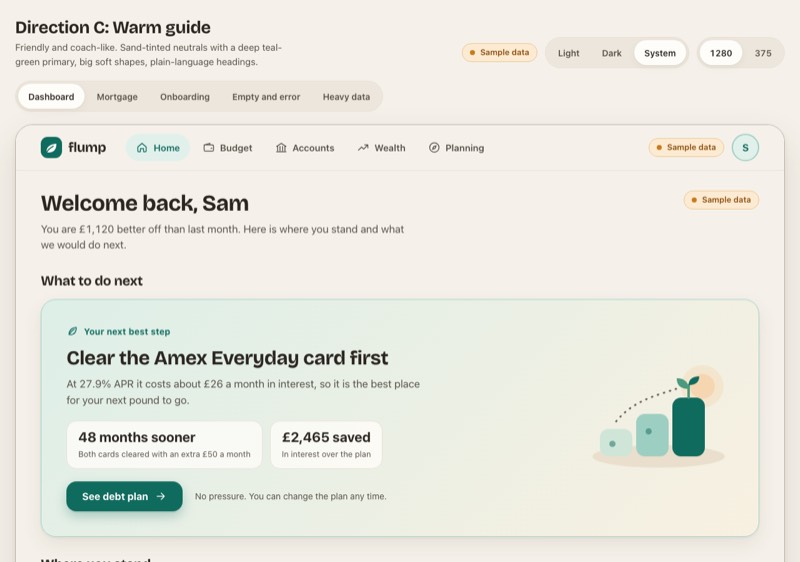 Direction C: Warm guide
Friendly and coach-like. Sand-tinted neutrals with a deep teal-
green primary, big soft shapes, plain-language headings.
Sample data
Light
Dark
System
1280
375
Dashboard
Mortgage
Onboarding
Empty and error
Heavy data
flump
Home
Budget
Accounts
Wealth
Planning
Sample data
S
Welcome back, Sam
Sample data
You are £1,120 better off than last month. Here is where you stand and what
we would do next.
What to do next
Your next best step
Clear the Amex Everyday card first
At 27.9% APR it costs about £26 a month in interest, so it is the best place
for your next pound to go.
48 months sooner
Both cards cleared with an extra £50 a month
£2,465 saved
In interest over the plan
See debt plan →
No pressure. You can change the plan any time.